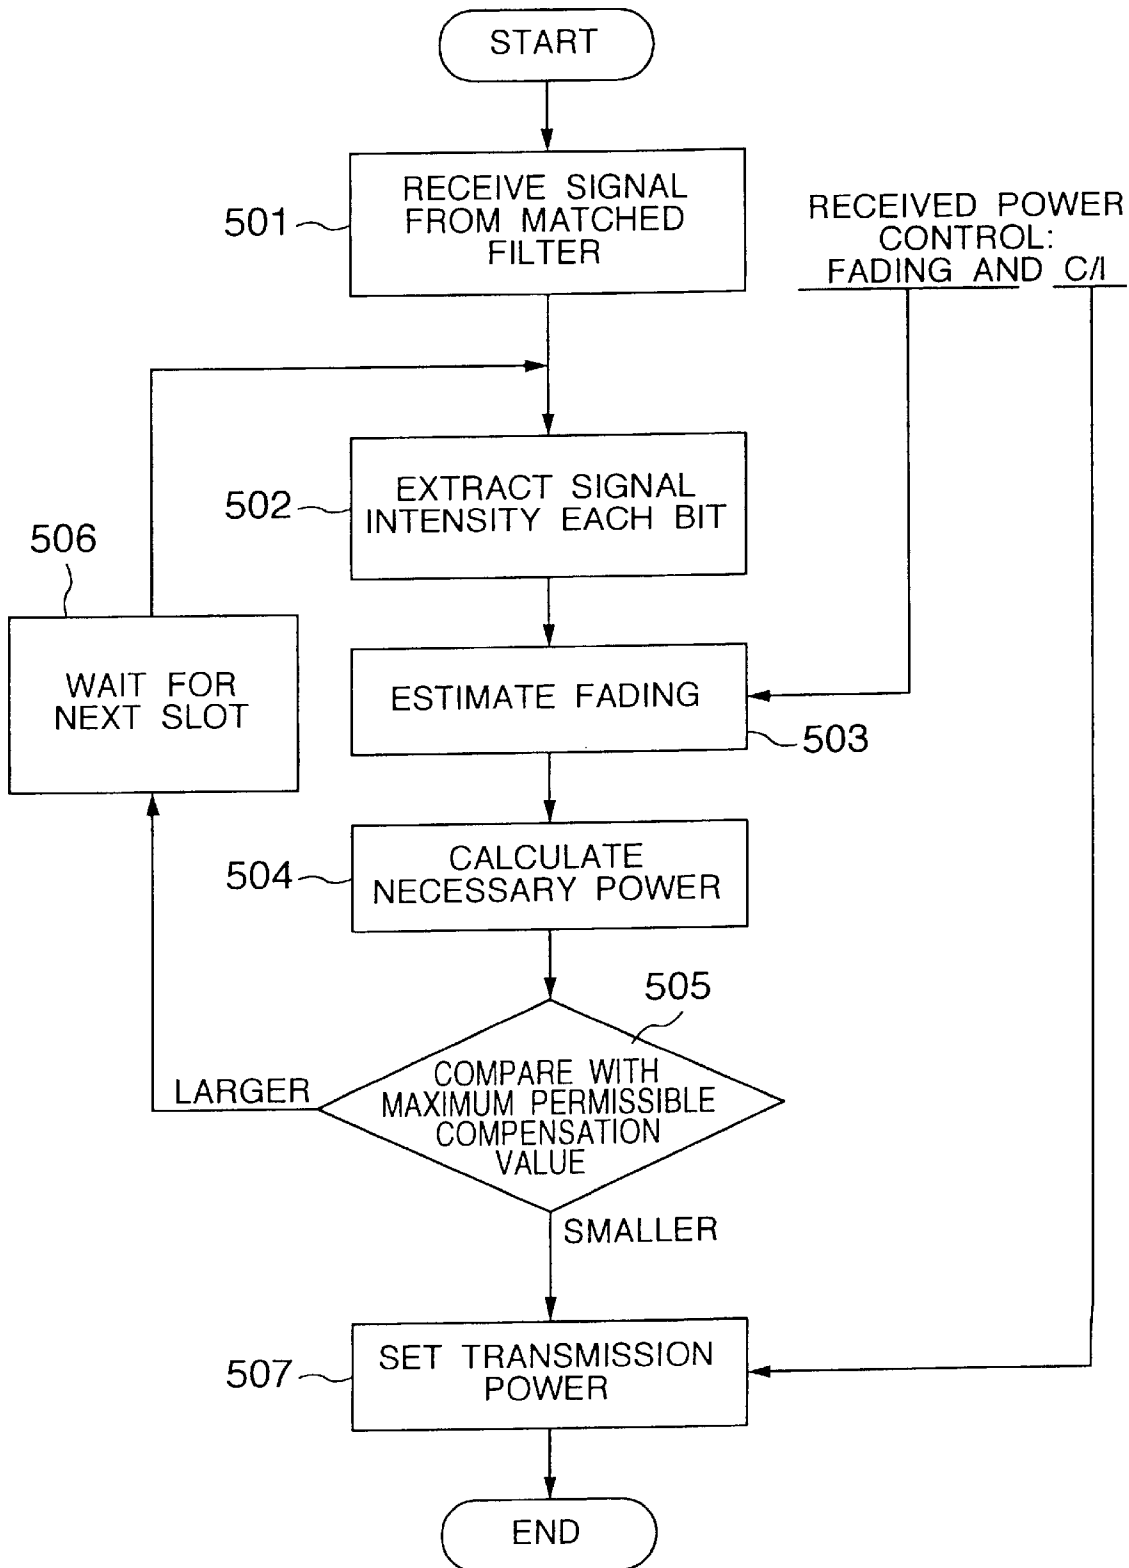 START
501
RECEIVE SIGNAL
FROM MATCHED
FILTER
RECEIVED POWER
CONTROL:
FADING AND C/I
502
EXTRACT SIGNAL
INTENSITY EACH BIT
506
WAIT FOR
NEXT SLOT
ESTIMATE FADING
503
504
CALCULATE
NECESSARY POWER
505
COMPARE WITH
MAXIMUM PERMISSIBLE
COMPENSATION
VALUE
LARGER
SMALLER
507
SET TRANSMISSION
POWER
END